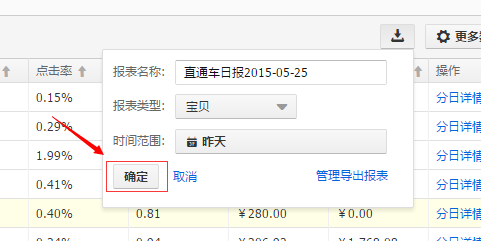 更多
点击率
操作
报表名称： 直通车日报2015-05-25
0.15% 分日详情
报表类型： 宝贝
0.29% 分日详情
时间范围： 昨天
1.99% 分日详情
确定 取消 管理导出报表
0.41% 分日详情
0.40% 0.81 ￥280.00 ￥0.00 分日详情